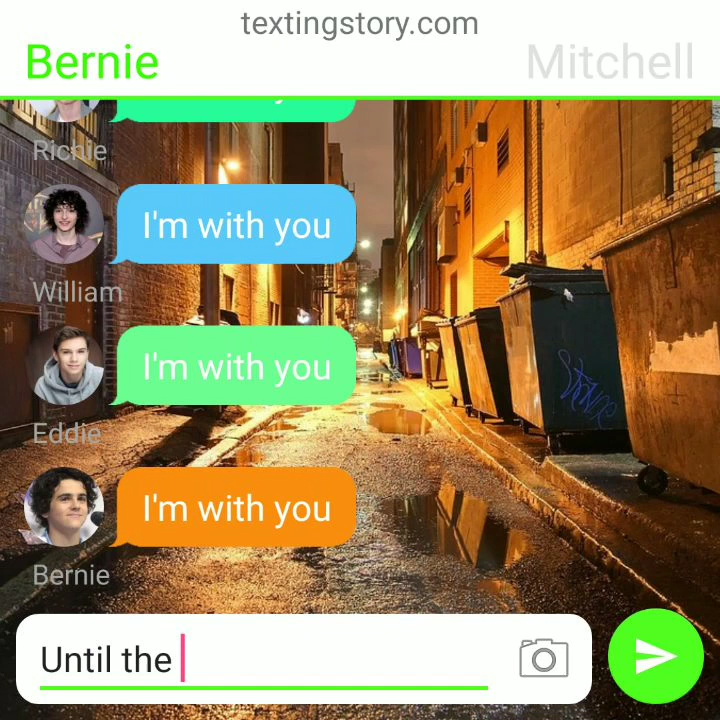 textingstory.com
Bernie Mitchell
Richie
I'm with you
William
I'm with you
Eddie
I'm with you
Bernie
Until the